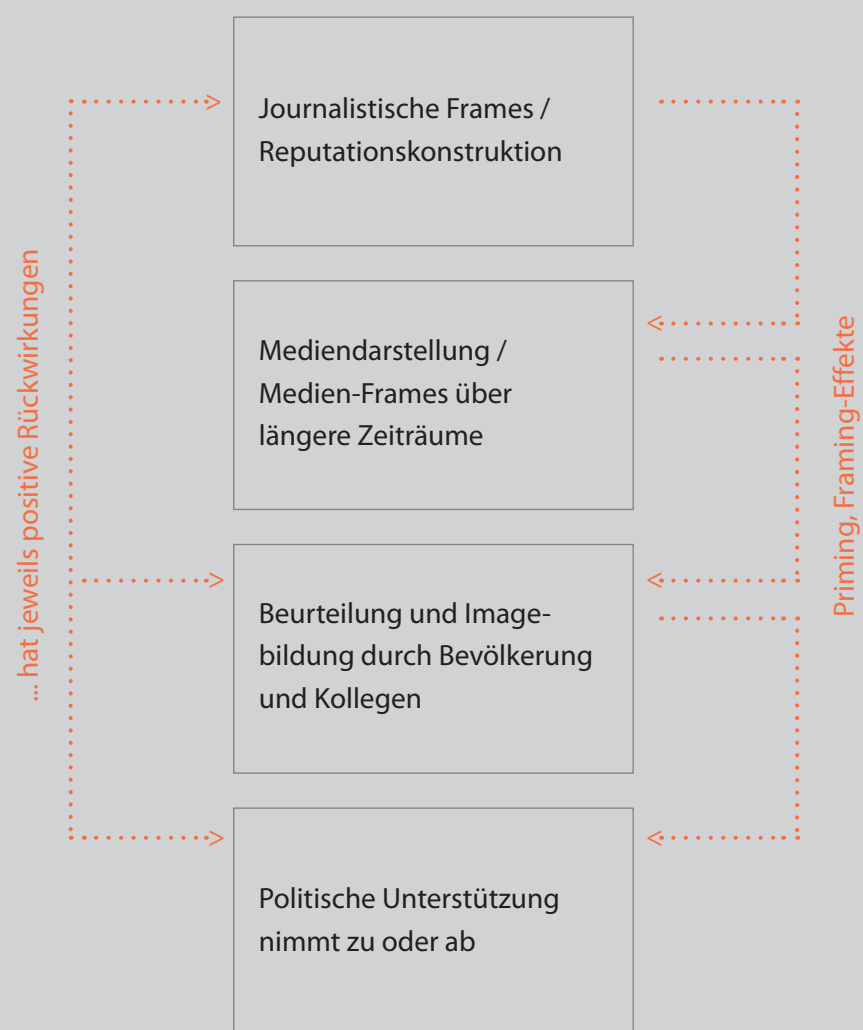 Journalistische Frames /
Reputationskonstruktion
Mediendarstellung /
Medien-Frames über
längere Zeiträume
Beurteilung und Image-
bildung durch Bevölkerung
und Kollegen
Politische Unterstützung
nimmt zu oder ab
... hat jeweils positive Rückwirkungen
Priming, Framing-Effekte